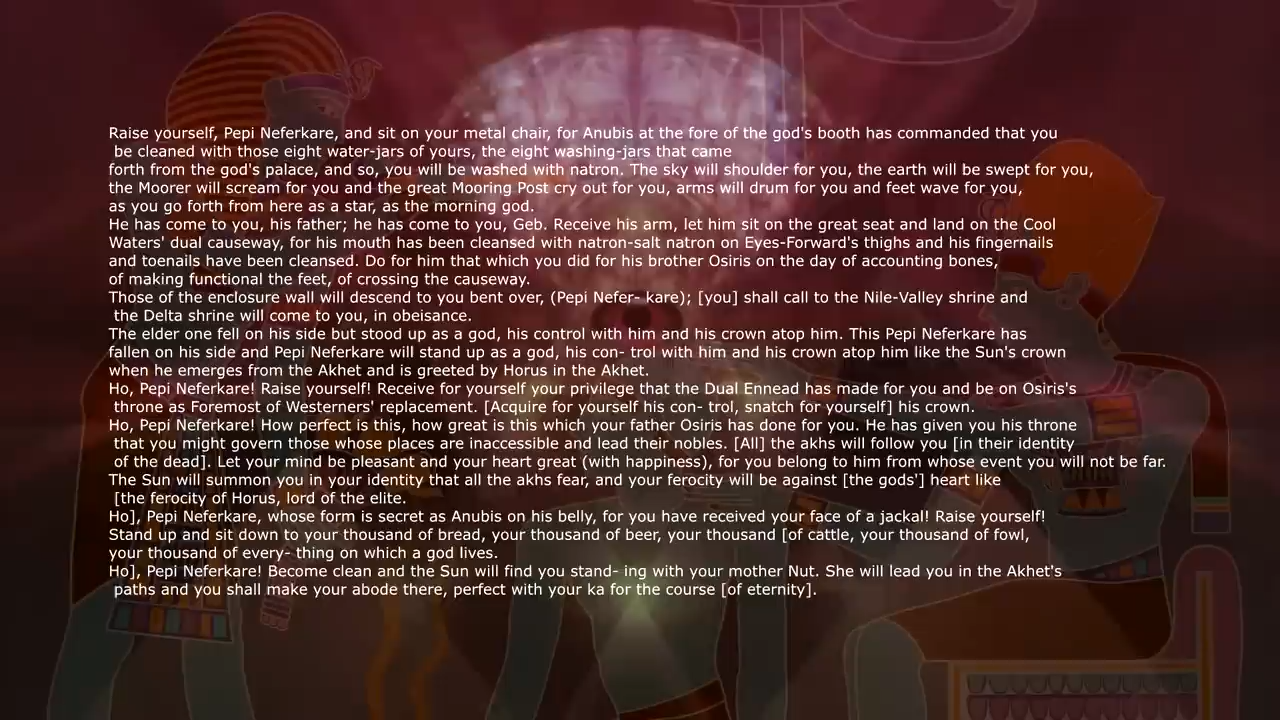 Raise yourself, Pepi Neferkare, and sit on your metal chair, for Anubis at the fore of the god's booth has commanded that you
be cleaned with those eight water-jars of yours, the eight washing-jars that came
forth from the god's palace, and so, you will be washed with natron. The sky will shoulder for you, the earth will be swept for you,
the Moorer will scream for you and the great Mooring Post cry out for you, arms will drum for you and feet wave for you,
as you go forth from here as a star, as the morning god.
He has come to you, his father; he has come to you, Geb. Receive his arm, let him sit on the great seat and land on the Cool
Waters' dual causeway, for his mouth has been cleansed with natron-salt natron on Eyes-Forward's thighs and his fingernails
and toenails have been cleansed. Do for him that which you did for his brother Osiris on the day of accounting bones,
of making functional the feet, of crossing the causeway.
Those of the enclosure wall will descend to you bent over, (Pepi Nefer- kare); [you] shall call to the Nile-Valley shrine and
the Delta shrine will come to you, in obeisance.
The elder one fell on his side but stood up as a god, his control with him and his crown atop him. This Pepi Neferkare has
fallen on his side and Pepi Neferkare will stand up as a god, his con- trol with him and his crown atop him like the Sun's crown
when he emerges from the Akhet and is greeted by Horus in the Akhet.
Ho, Pepi Neferkare! Raise yourself! Receive for yourself your privilege that the Dual Ennead has made for you and be on Osiris's
throne as Foremost of Westerners' replacement. [Acquire for yourself his con- trol, snatch for yourself] his crown.
Ho, Pepi Neferkare! How perfect is this, how great is this which your father Osiris has done for you. He has given you his throne
that you might govern those whose places are inaccessible and lead their nobles. [All] the akhs will follow you [in their identity
of the dead]. Let your mind be pleasant and your heart great (with happiness), for you belong to him from whose event you will not be far.
The Sun will summon you in your identity that all the akhs fear, and your ferocity will be against [the gods'] heart like
[the ferocity of Horus, lord of the elite.
Ho], Pepi Neferkare, whose form is secret as Anubis on his belly, for you have received your face of a jackal! Raise yourself!
Stand up and sit down to your thousand of bread, your thousand of beer, your thousand [of cattle, your thousand of fowl,
your thousand of every- thing on which a god lives.
Ho], Pepi Neferkare! Become clean and the Sun will find you stand- ing with your mother Nut. She will lead you in the Akhet's
paths and you shall make your abode there, perfect with your ka for the course [of eternity].